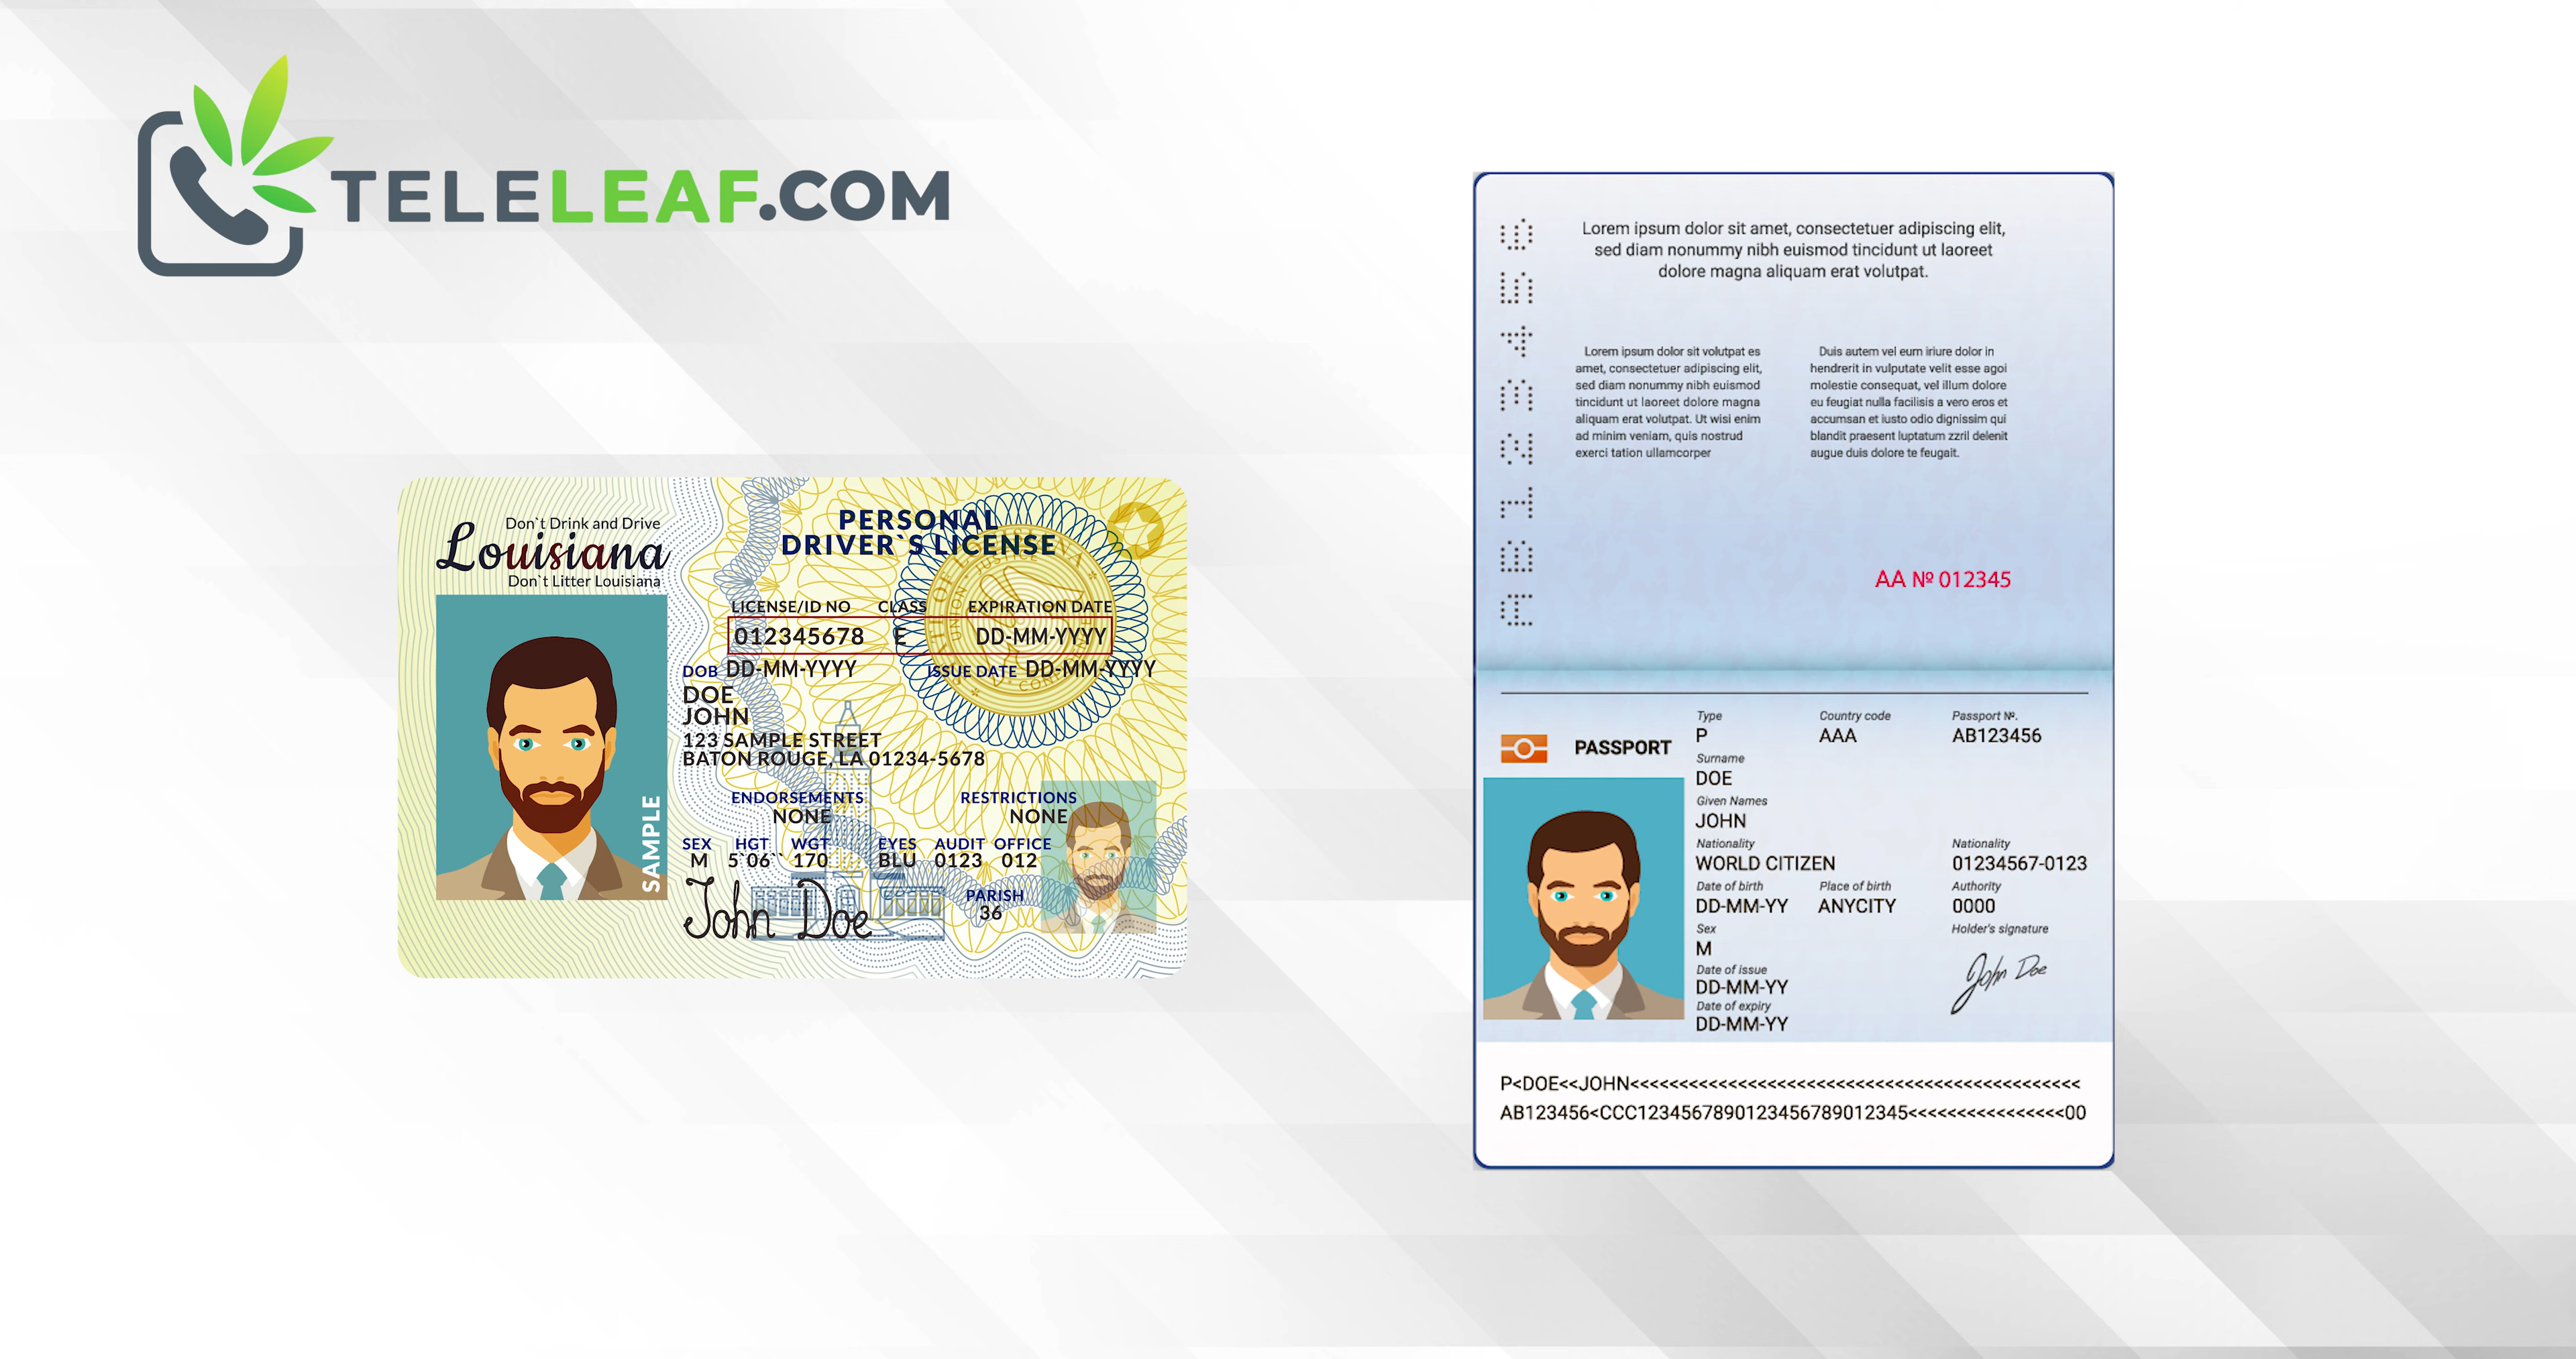 TELELEAF.COM
Don`t Drink and Drive
Louisiana
Don`t Litter Louisiana
PERSONAL
DRIVER`S LICENSE
LICENSE/ID NO CLASS EXPIRATION DATE
012345678 E DD-MM-YYYY
DOB DD-MM-YYYY ISSUE DATE DD-MM-YYYY
DOE
JOHN
123 SAMPLE STREET
BATON ROUGE, LA 01234-5678
ENDORSEMENTS RESTRICTIONS
NONE NONE
SEX HGT WGT EYES AUDIT OFFICE
M 5`06`` 170 BLU 0123 012
PARISH
36
John Doe
SAMPLE
Lorem ipsum dolor sit amet, consectetuer adipiscing elit,
sed diam nonummy nibh euismod tincidunt ut laoreet
dolore magna aliquam erat volutpat.
Lorem ipsum dolor sit volutpat es
amet, consectetuer adipiscing elit,
sed diam nonummy nibh euismod
tincidunt ut laoreet dolore magna
aliquam erat volutpat. Ut wisi enim
ad minim veniam, quis nostrud
exerci tation ullamcorper
Duis autem vel eum iriure dolor in
hendrerit in vulputate velit esse agoi
molestie consequat, vel illum dolore
eu feugiat nulla facilisis a vero eros et
accumsan et iusto odio dignissim qui
blandit praesent luptatum zzril delenit
augue duis dolore te feugait.
AA № 012345
PASSPORT
Type Country code Passport №.
P AAA AB123456
Surname
DOE
Given Names
JOHN
Nationality Nationality
WORLD CITIZEN 01234567-0123
Date of birth Place of birth Authority
DD-MM-YY ANYCITY 0000
Sex Holder's signature
M
Date of issue
DD-MM-YY
John Doe
Date of expiry
DD-MM-YY
P<DOE<<JOHN<<<<<<<<<<<<<<<<<<<<<<<<<<<<<<<<<<<<<<<<<<<<<<
AB123456<CCC1234567890123456789012345<<<<<<<<<<<<<<<<00